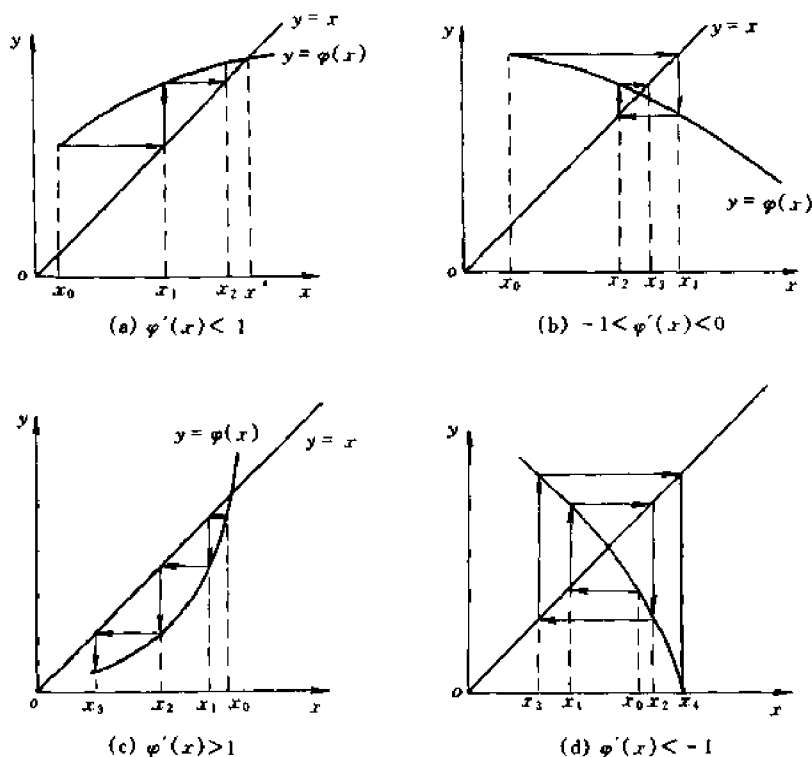 y
y = x
y = φ(x)
o
x₀
x₁
x₂
x*
x
(a) φ′(x)< 1
y
y = x
y = φ(x)
o
x₀
x₂
x₃
x₁
x
(b) -1<φ′(x)<0
y
y = φ(x)
y = x
o
x₃
x₂
x₁
x₀
x
(c) φ′(x)>1
y
o
x₃
x₁
x₀
x₂
x₄
x
(d) φ′(x)<-1